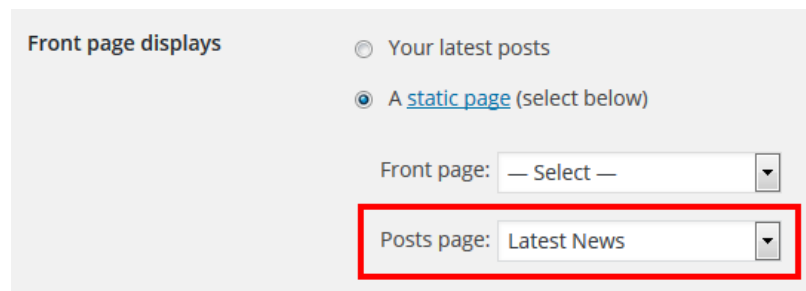 Front page displays
Your latest posts
A static page (select below)
Front page: — Select —
Posts page: Latest News